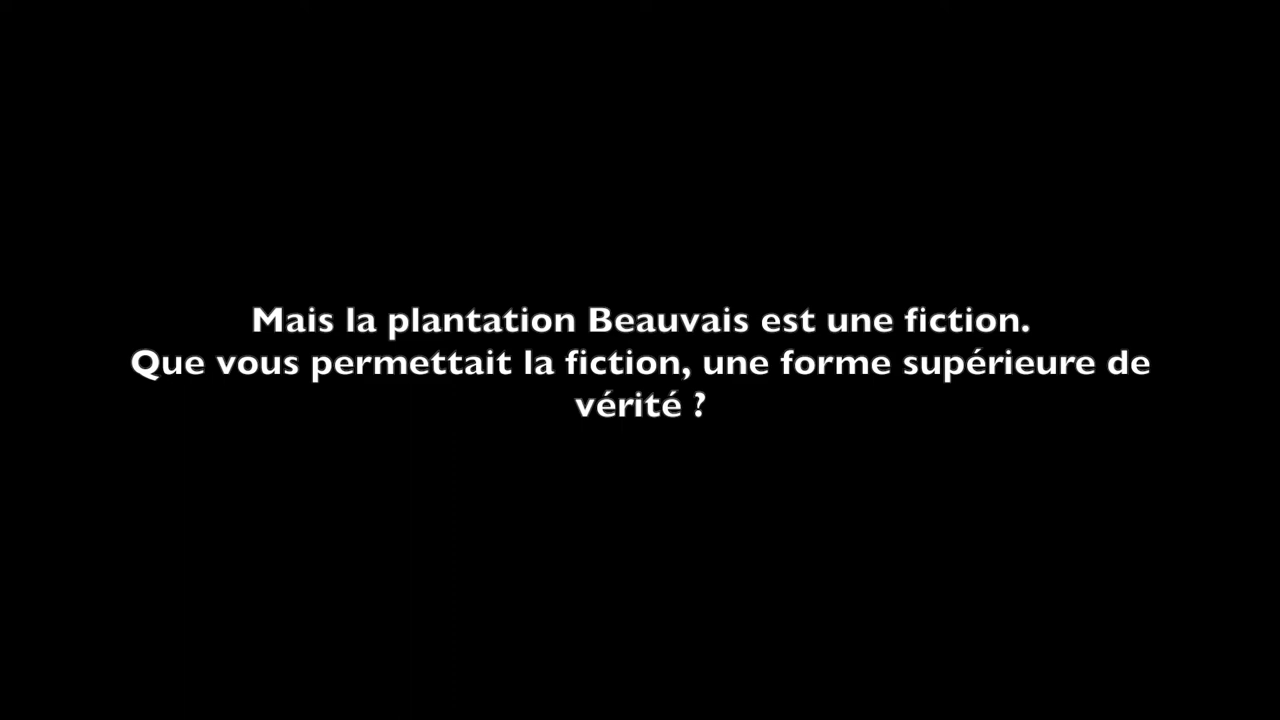 Mais la plantation Beauvais est une fiction.
Que vous permettait la fiction, une forme supérieure de
vérité ?